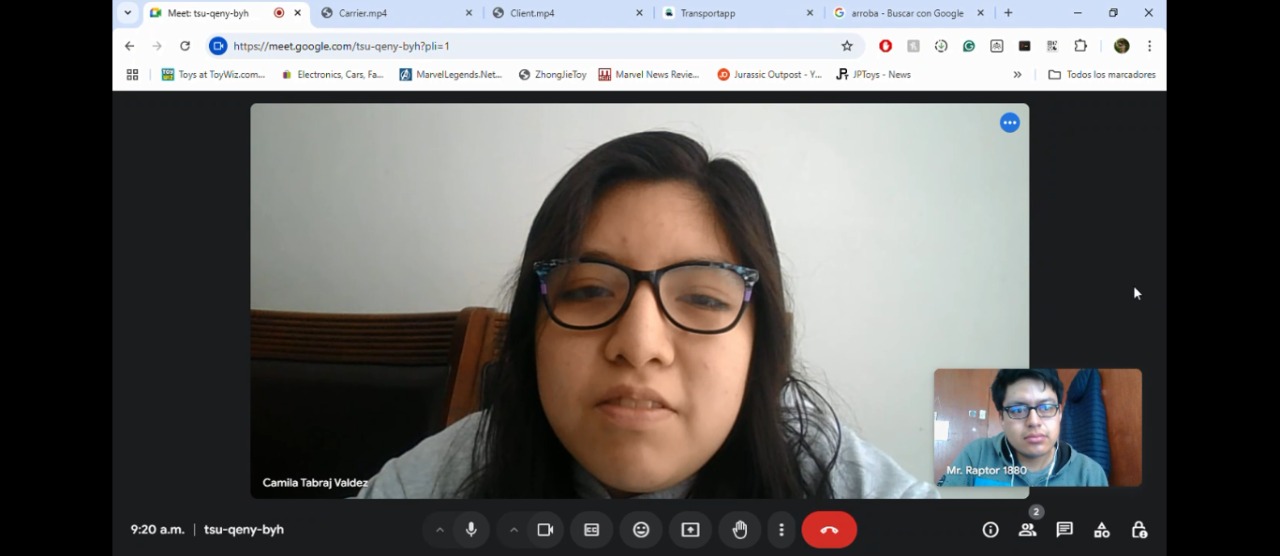 Meet: tsu-qeny-byh
Carrier.mp4
Client.mp4
Transportapp
arroba - Buscar con Google
https://meet.google.com/tsu-qeny-byh?pli=1
Toys at ToyWiz.com...
Electronics, Cars, Fa...
MarvelLegends.Net...
ZhongJieToy
Marvel News Revie...
Jurassic Outpost - Y...
JPToys - News
Todos los marcadores
Camila Tabraj Valdez
Mr. Raptor 1880
2
9:20 a.m. | tsu-qeny-byh